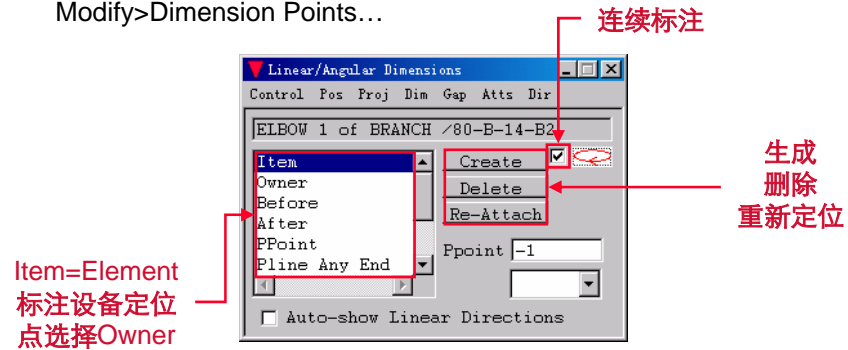 Modify>Dimension Points…
连续标注
Linear/Angular Dimensions
Control Pos Proj Dim Gap Atts Dir
ELBOW 1 of BRANCH /80-B-14-B2
Item
Owner
Before
After
PPoint
Pline Any End
Create
Delete
Re-Attach
Ppoint -1
Auto-show Linear Directions
生成
删除
重新定位
Item=Element
标注设备定位
点选择Owner